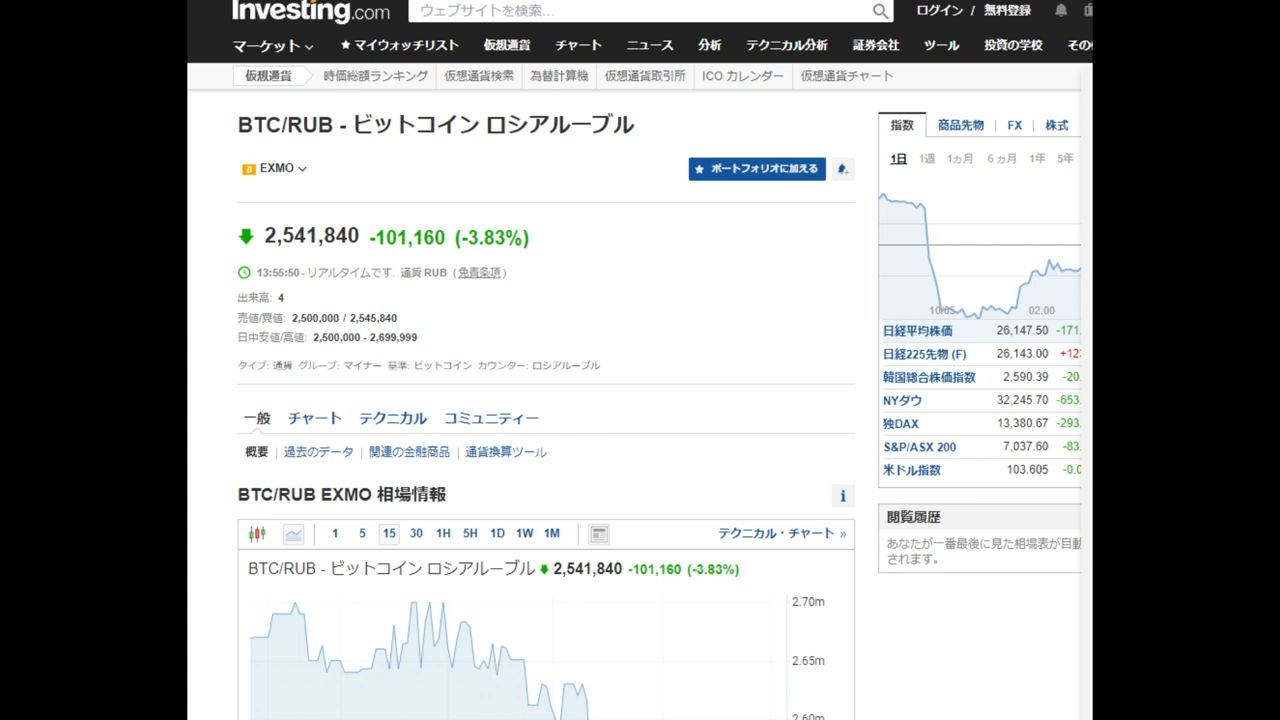 Investing.com ウェブサイトを検索... ログイン / 無料登録
マーケット ★マイウォッチリスト 仮想通貨 チャート ニュース 分析 テクニカル分析 証券会社 ツール 投資の学校 その
仮想通貨 時価総額ランキング 仮想通貨検索 為替計算機 仮想通貨取引所 ICO カレンダー 仮想通貨チャート
BTC/RUB - ビットコイン ロシアルーブル
EXMO
★ ポートフォリオに加える
2,541,840 -101,160 (-3.83%)
13:55:50 - リアルタイムです. 通貨 RUB ( 免責条項 )
出来高: 4
売値/買値: 2,500,000 / 2,545,840
日中安値/高値: 2,500,000 - 2,699,999
タイプ: 通貨 グループ: マイナー 基準: ビットコイン カウンター: ロシアルーブル
一般 チャート テクニカル コミュニティー
概要 | 過去のデータ | 関連の金融商品 | 通貨換算ツール
BTC/RUB EXMO 相場情報
1 5 15 30 1H 5H 1D 1W 1M テクニカル・チャート »
BTC/RUB - ビットコイン ロシアルーブル 2,541,840 -101,160 (-3.83%)
2.70m
2.65m
2.60m
指数 商品先物 | FX | 株式
1日 1週 1ヵ月 6ヵ月 1年 5年
10/05 02:00
日経平均株価 26,147.50 -171.
日経225先物 (F) 26,143.00 +123
韓国総合株価指数 2,590.39 -20.
NYダウ 32,245.70 -653.
独DAX 13,380.67 -293.
S&P/ASX 200 7,037.60 -83.
米ドル指数 103.605 -0.0
閲覧履歴
あなたが一番最後に見た相場表が自動
されます。